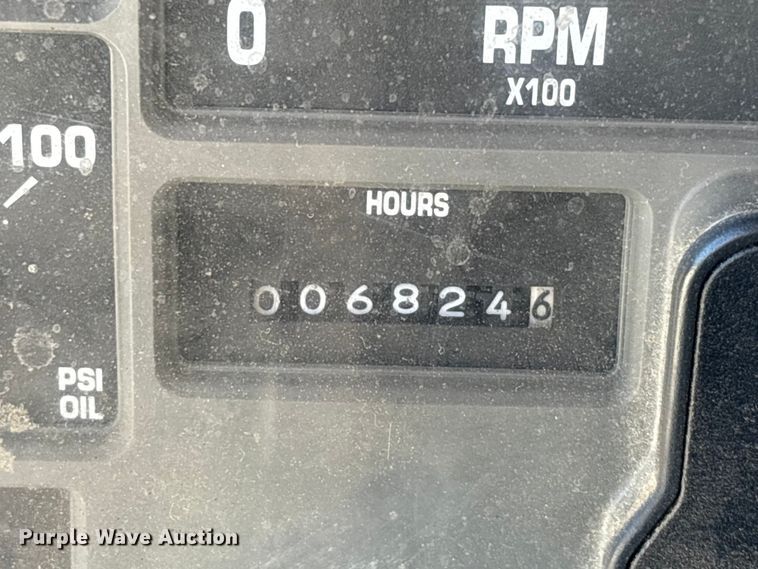 0 RPM
X100
100
HOURS
0068246
PSI
OIL
Purple Wave Auction